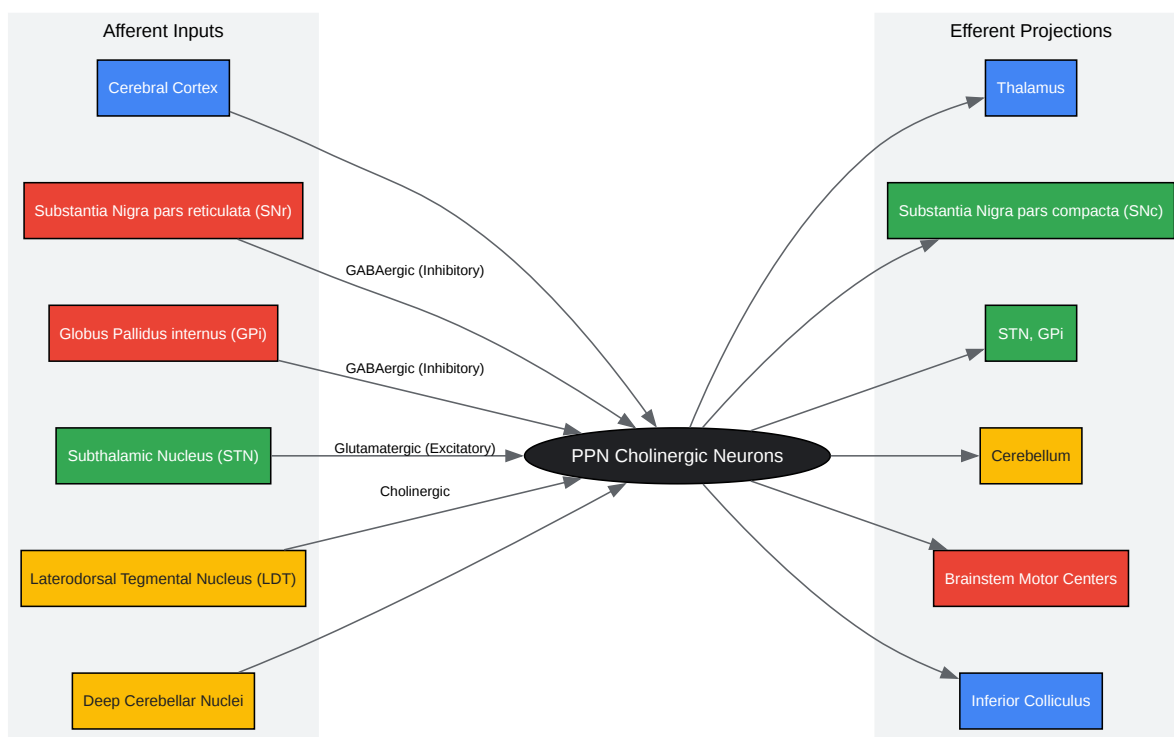 Afferent Inputs
Efferent Projections
Cerebral Cortex
Thalamus
Substantia Nigra pars reticulata (SNr)
Substantia Nigra pars compacta (SNc)
GABAergic (Inhibitory)
Globus Pallidus internus (GPi)
STN, GPi
GABAergic (Inhibitory)
Subthalamic Nucleus (STN)
Glutamatergic (Excitatory)
PPN Cholinergic Neurons
Cerebellum
Cholinergic
Laterodorsal Tegmental Nucleus (LDT)
Brainstem Motor Centers
Deep Cerebellar Nuclei
Inferior Colliculus